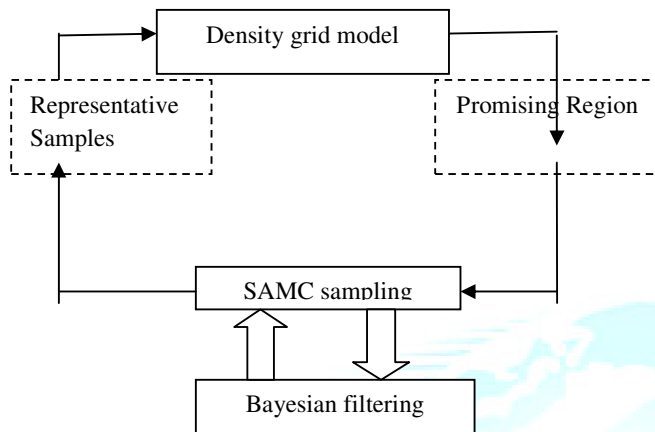 Density grid model
Representative
Samples
Promising Region
SAMC sampling
Bayesian filtering